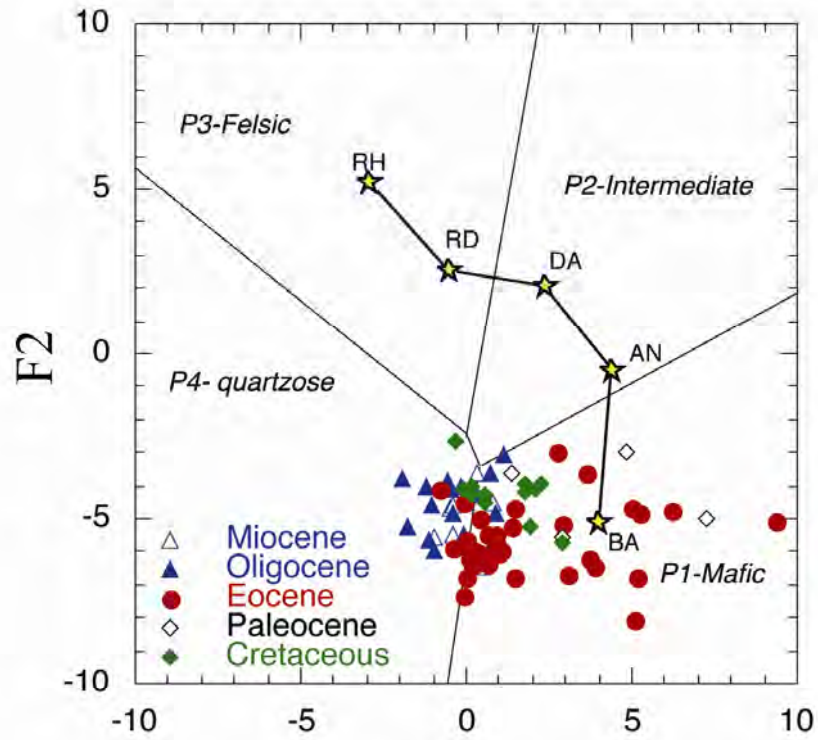 10
P3-Felsic
RH
P2-Intermediate
5
RD
DA
F2
0
AN
P4- quartzose
-5
Miocene
BA
Oligocene
P1-Mafic
Eocene
Paleocene
Cretaceous
-10
-10 -5 0 5 10